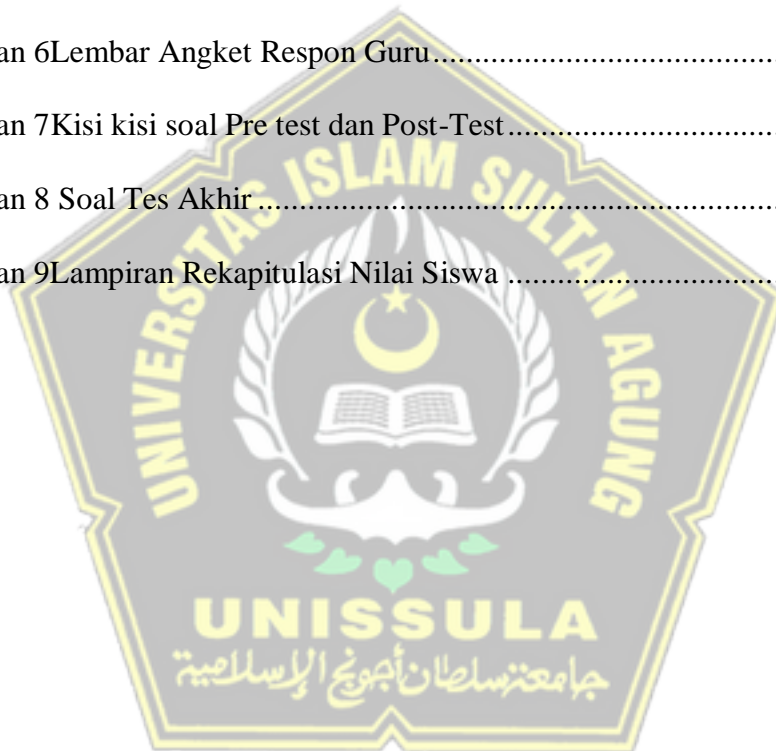 an 6Lembar Angket Respon Guru.....................................
an 7Kisi kisi soal Pre test dan Post-Test............................
an 8 Soal Tes Akhir .........................................................
an 9Lampiran Rekapitulasi Nilai Siswa ............................
UNIVERSITAS ISLAM SULTAN AGUNG
UNISSULA
جامعة سلطان أجونج الإسلامية